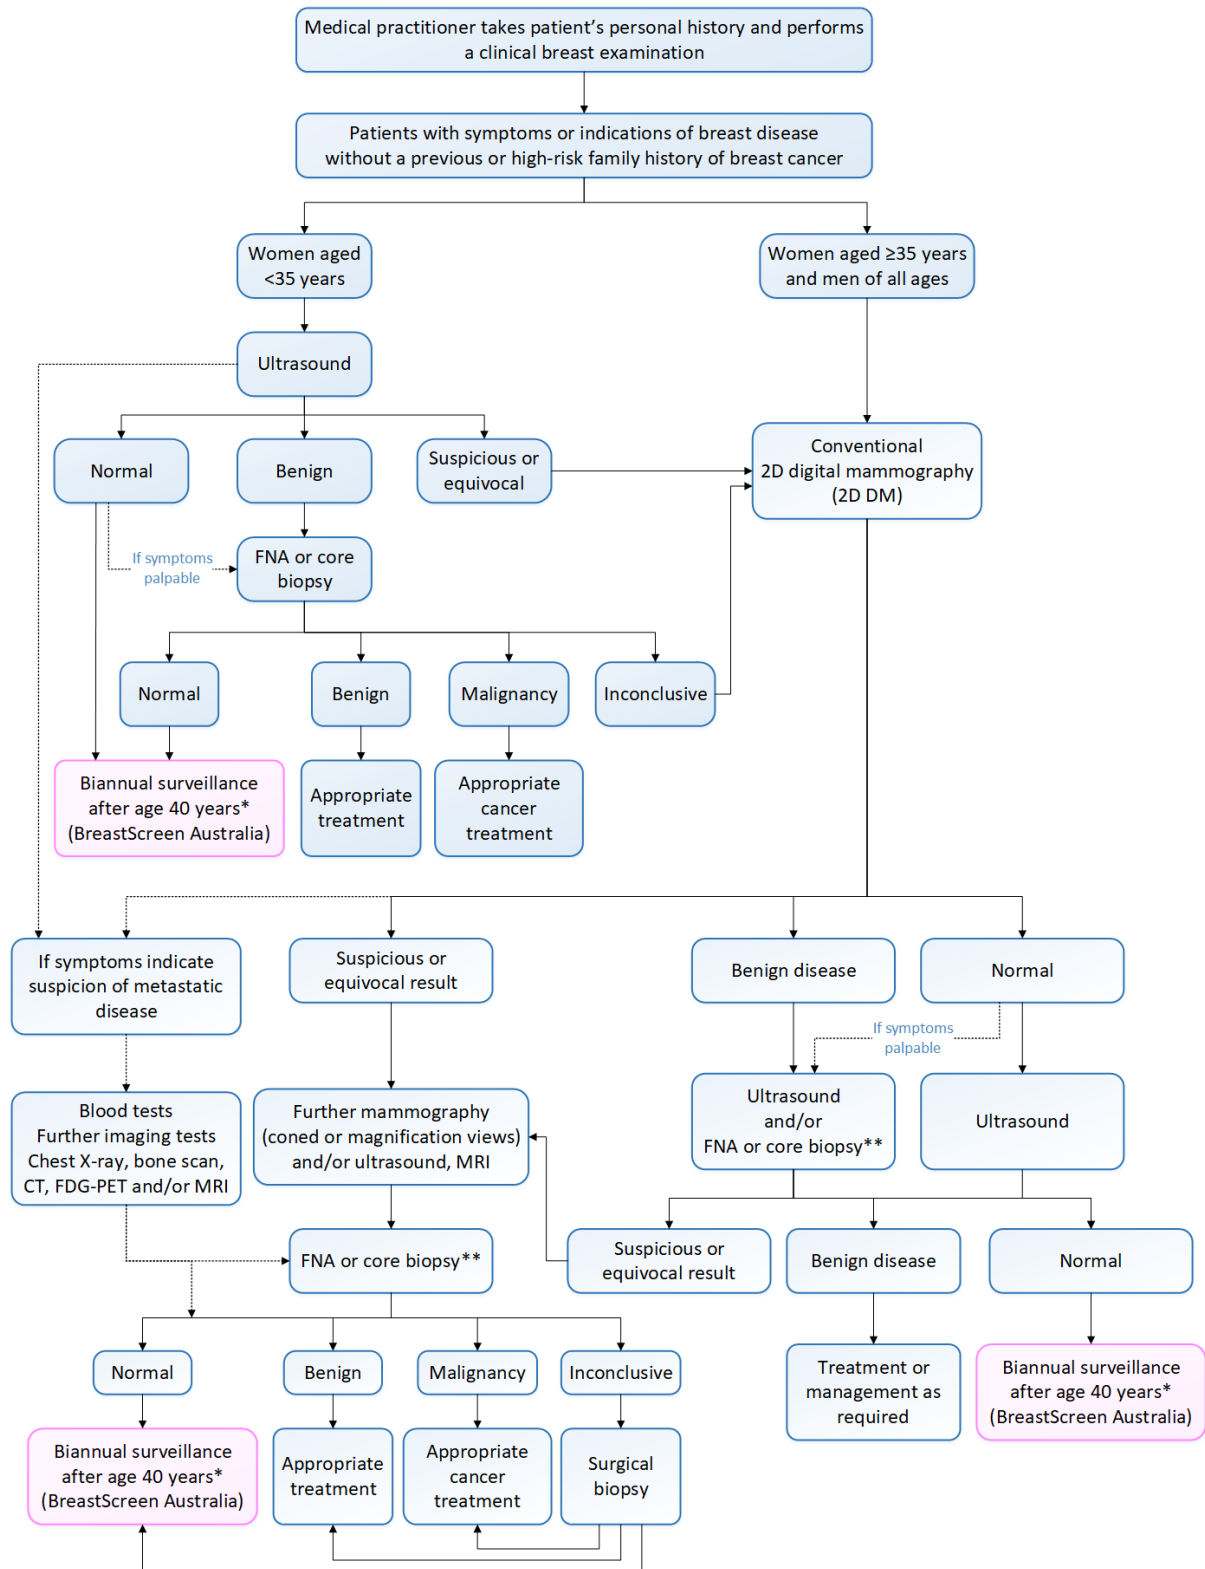 Medical practitioner takes patient’s personal history and performs
a clinical breast examination
Patients with symptoms or indications of breast disease
without a previous or high-risk family history of breast cancer
Women aged
<35 years
Women aged ≥35 years
and men of all ages
Ultrasound
Normal
Benign
Suspicious or
equivocal
Conventional
2D digital mammography
(2D DM)
If symptoms
palpable
FNA or core
biopsy
Normal
Benign
Malignancy
Inconclusive
Biannual surveillance
after age 40 years*
(BreastScreen Australia)
Appropriate
treatment
Appropriate
cancer
treatment
If symptoms indicate
suspicion of metastatic
disease
Suspicious or
equivocal result
Benign disease
Normal
If symptoms
palpable
Blood tests
Further imaging tests
Chest X-ray, bone scan,
CT, FDG-PET and/or MRI
Further mammography
(coned or magnification views)
and/or ultrasound, MRI
Ultrasound
and/or
FNA or core biopsy**
Ultrasound
FNA or core biopsy**
Suspicious or
equivocal result
Benign disease
Normal
Normal
Benign
Malignancy
Inconclusive
Treatment or
management as
required
Biannual surveillance
after age 40 years*
(BreastScreen Australia)
Biannual surveillance
after age 40 years*
(BreastScreen Australia)
Appropriate
treatment
Appropriate
cancer
treatment
Surgical
biopsy